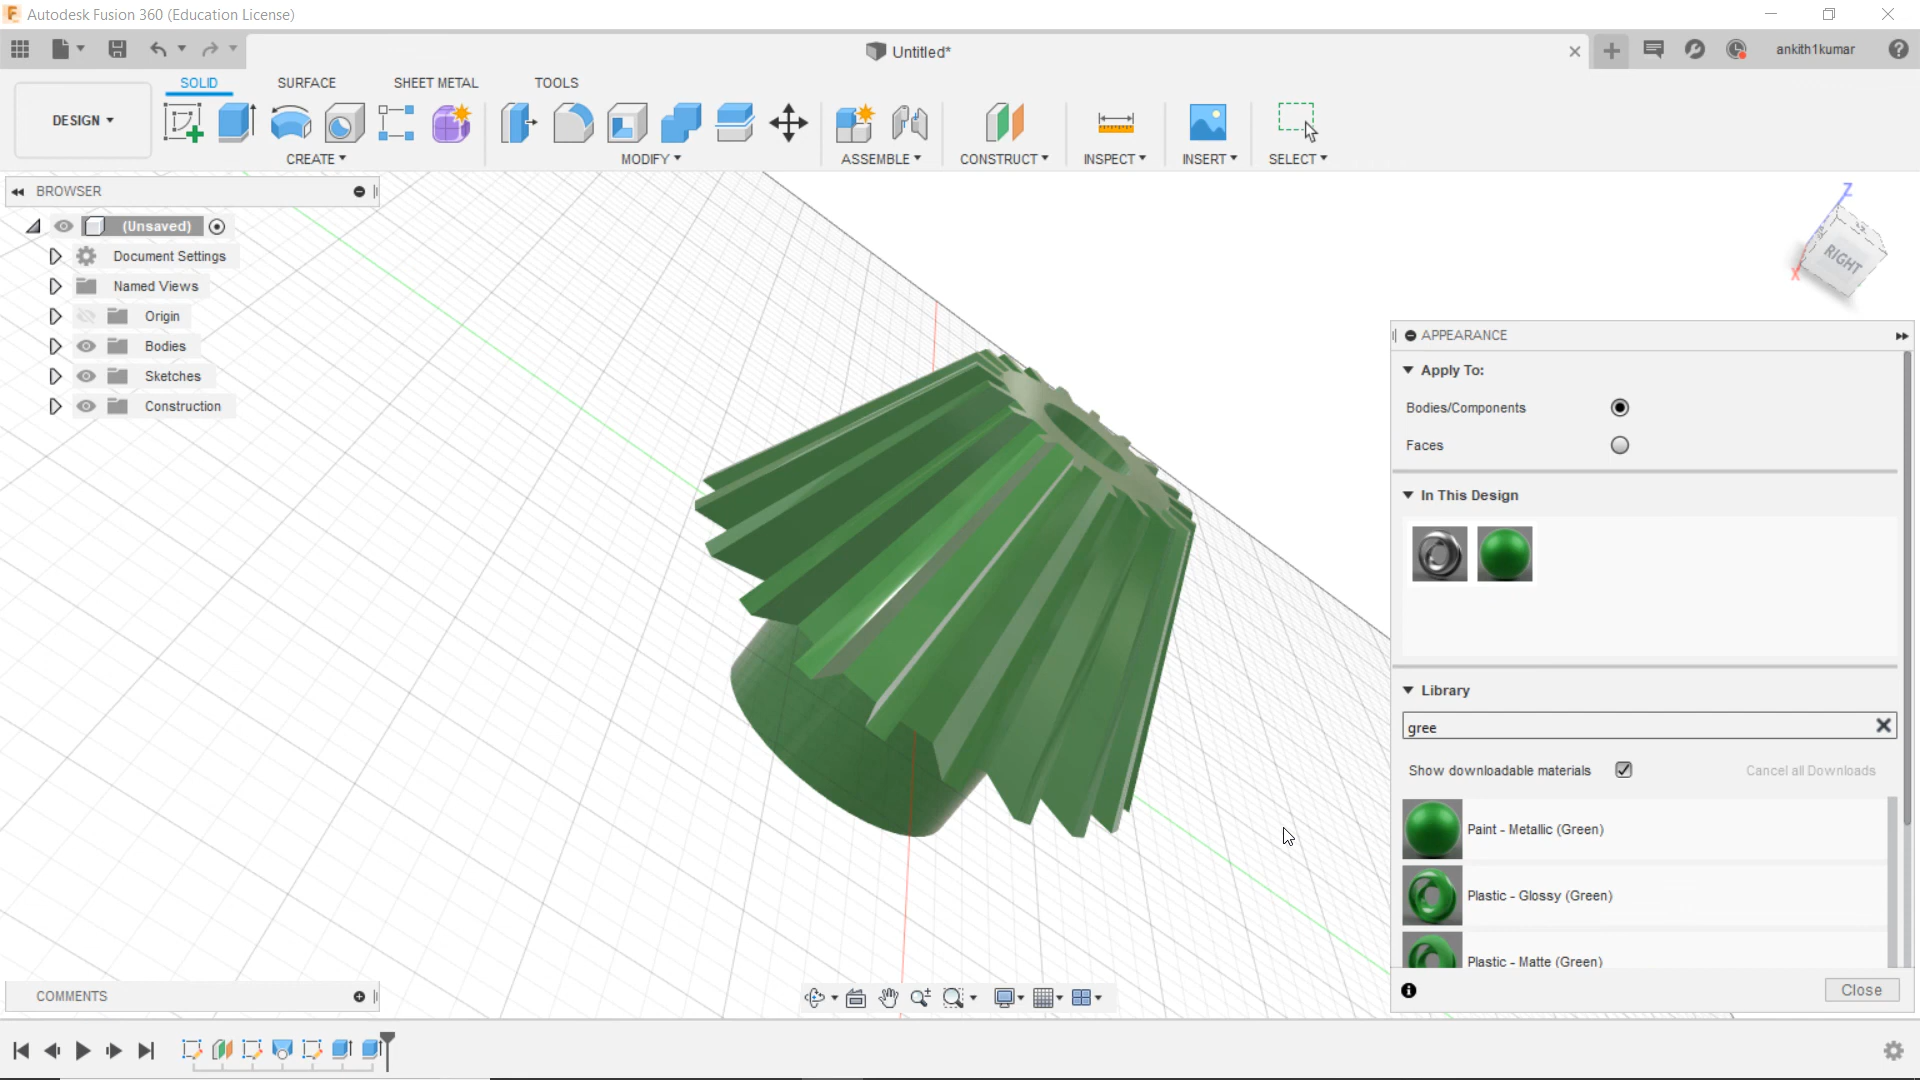 Autodesk Fusion 360 (Education License)
Untitled*
ankith1kumar
SOLID
SURFACE
SHEET METAL
TOOLS
DESIGN
CREATE
MODIFY
ASSEMBLE
CONSTRUCT
INSPECT
INSERT
SELECT
BROWSER
(Unsaved)
Document Settings
Named Views
Origin
Bodies
Sketches
Construction
Z
RIGHT
X
APPEARANCE
Apply To:
Bodies/Components
Faces
In This Design
Library
gree
Show downloadable materials
Cancel all Downloads
Paint - Metallic (Green)
Plastic - Glossy (Green)
Plastic - Matte (Green)
Close
COMMENTS